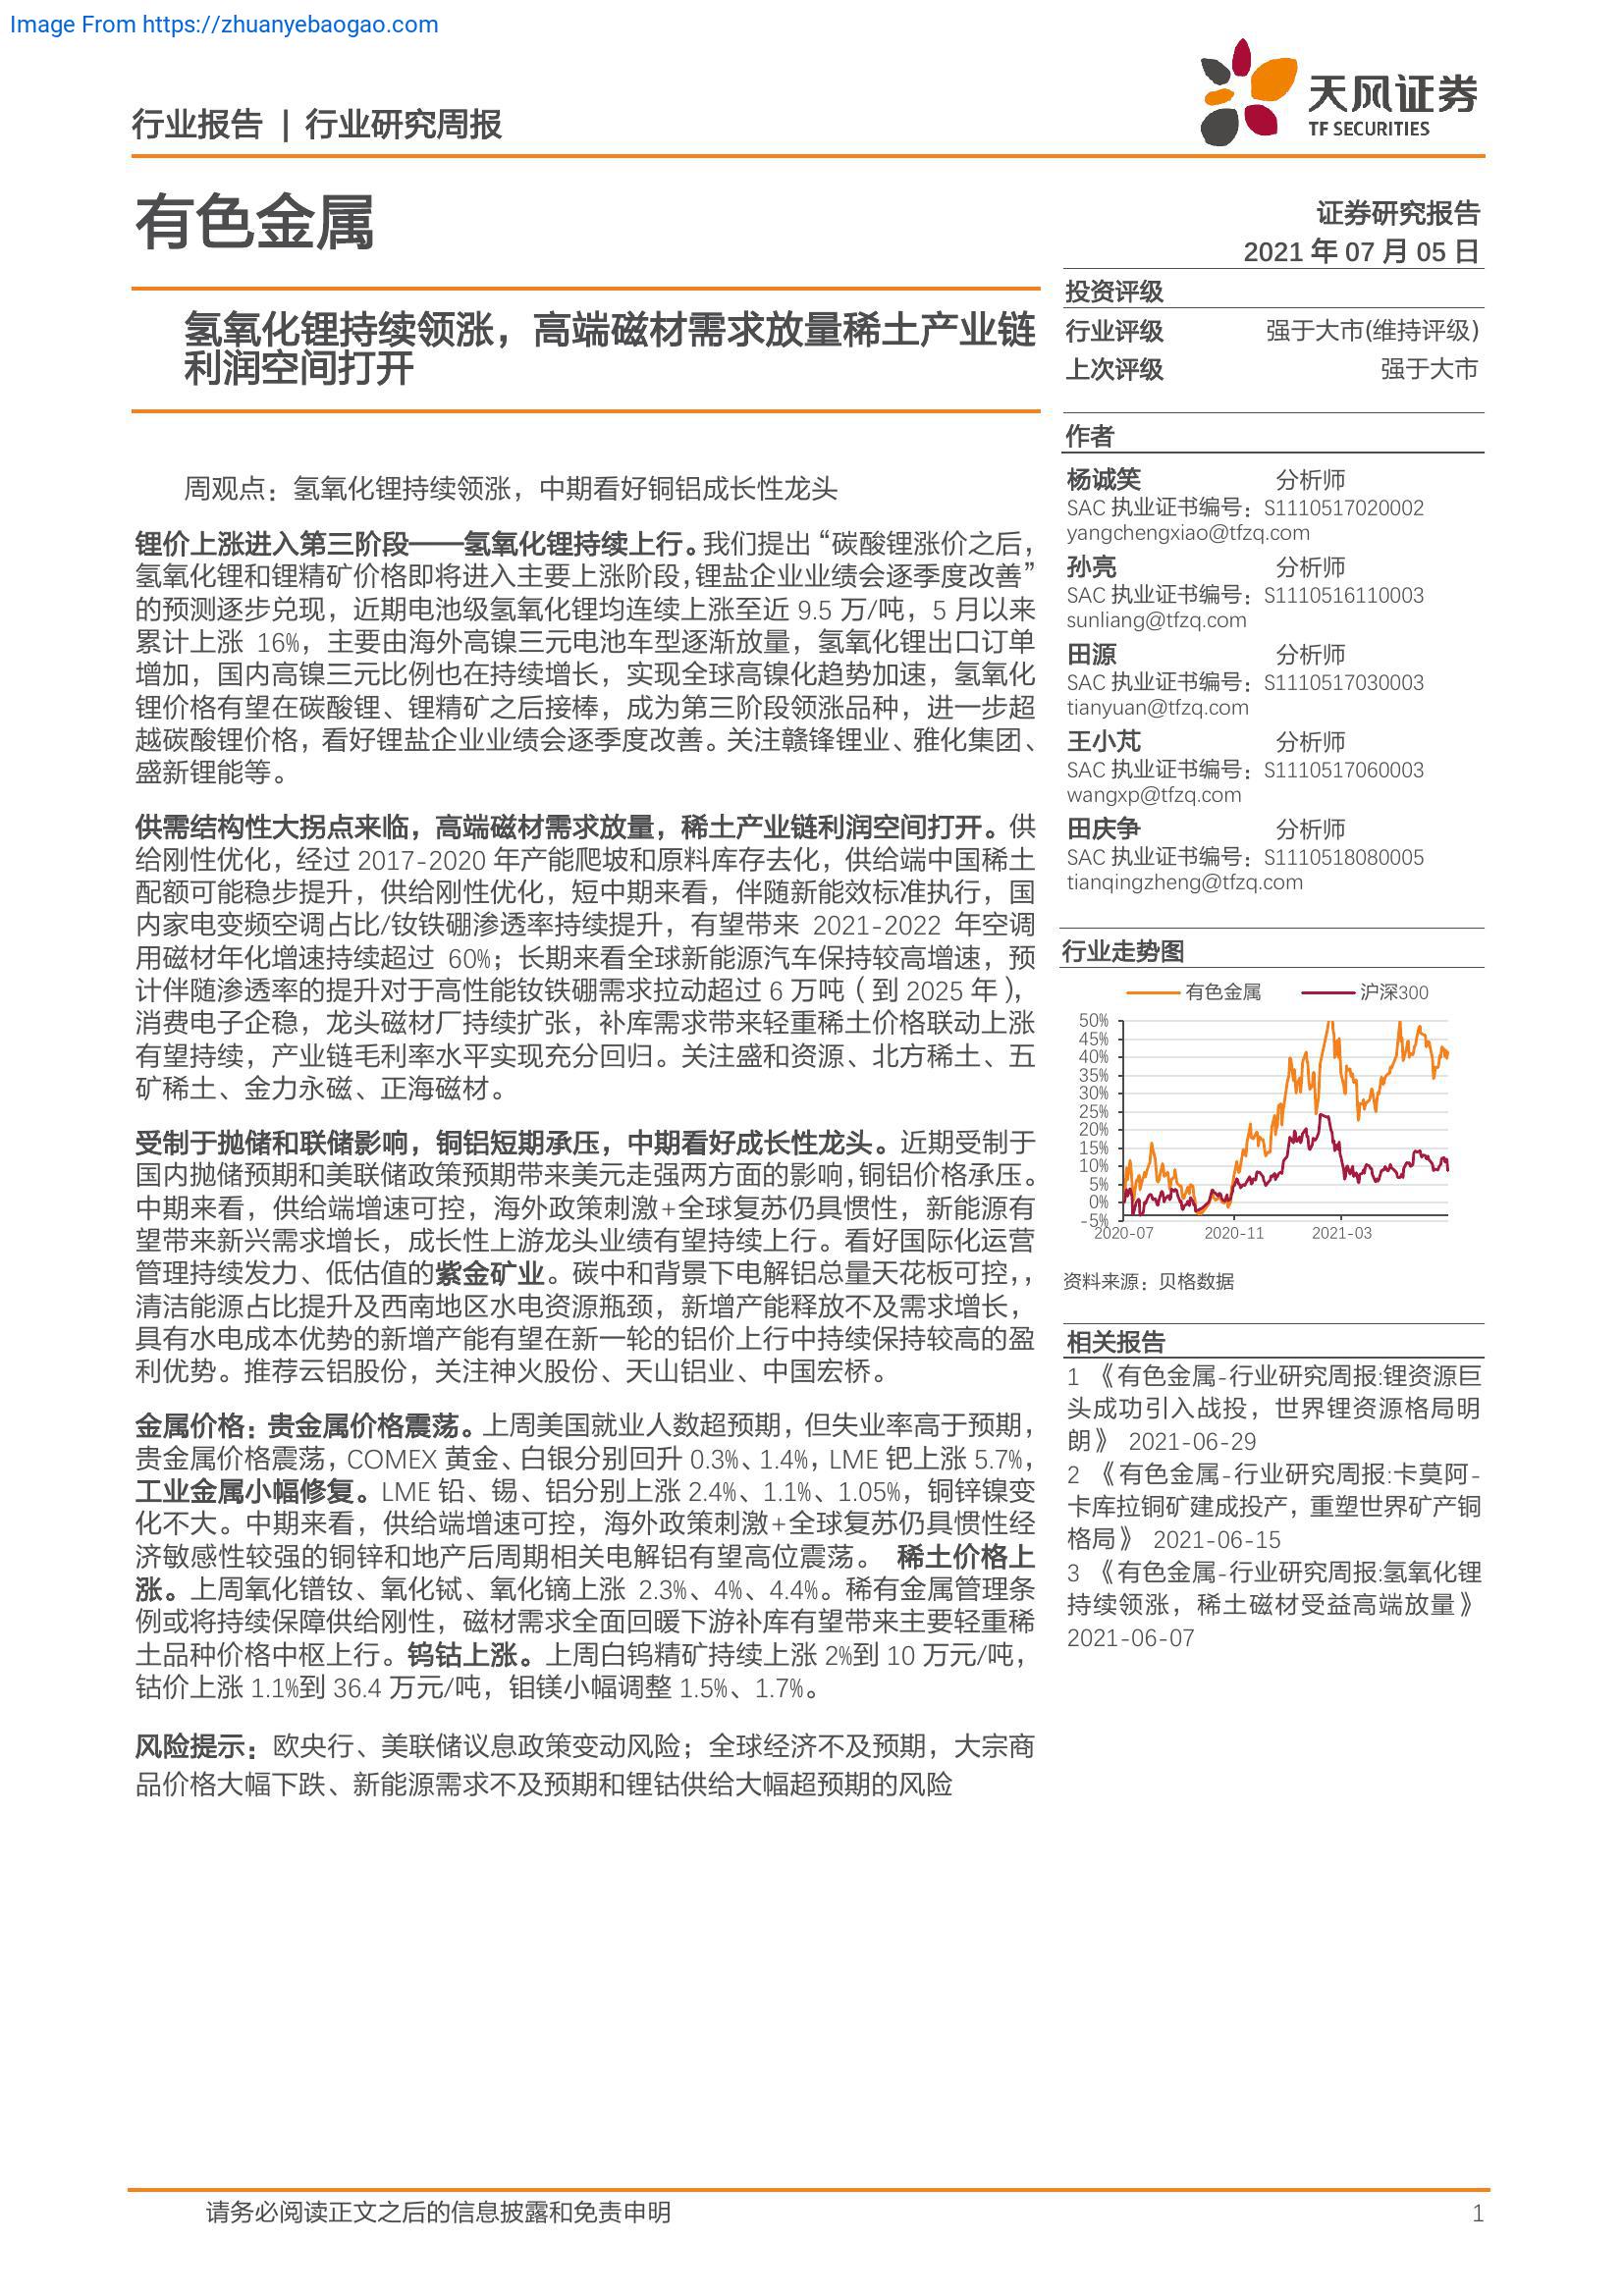 Image From https://zhuanyebaogao.com
行业报告 | 行业研究周报
天风证券
TF SECURITIES
有色金属
证券研究报告
2021 年 07 月 05 日
氢氧化锂持续领涨，高端磁材需求放量稀土产业链
利润空间打开
周观点：氢氧化锂持续领涨，中期看好铜铝成长性龙头
锂价上涨进入第三阶段——氢氧化锂持续上行。我们提出“碳酸锂涨价之后，
氢氧化锂和锂精矿价格即将进入主要上涨阶段，锂盐企业业绩会逐季度改善”
的预测逐步兑现，近期电池级氢氧化锂均连续上涨至近 9.5 万/吨，5 月以来
累计上涨 16%，主要由海外高镍三元电池车型逐渐放量，氢氧化锂出口订单
增加，国内高镍三元比例也在持续增长，实现全球高镍化趋势加速，氢氧化
锂价格有望在碳酸锂、锂精矿之后接棒，成为第三阶段领涨品种，进一步超
越碳酸锂价格，看好锂盐企业业绩会逐季度改善。关注赣锋锂业、雅化集团、
盛新锂能等。
供需结构性大拐点来临，高端磁材需求放量，稀土产业链利润空间打开。供
给刚性优化，经过 2017-2020 年产能爬坡和原料库存去化，供给端中国稀土
配额可能稳步提升，供给刚性优化，短中期来看，伴随新能效标准执行，国
内家电变频空调占比/钕铁硼渗透率持续提升，有望带来 2021-2022 年空调
用磁材年化增速持续超过 60%；长期来看全球新能源汽车保持较高增速，预
计伴随渗透率的提升对于高性能钕铁硼需求拉动超过 6 万吨（到 2025 年），
消费电子企稳，龙头磁材厂持续扩张，补库需求带来轻重稀土价格联动上涨
有望持续，产业链毛利率水平实现充分回归。关注盛和资源、北方稀土、五
矿稀土、金力永磁、正海磁材。
受制于抛储和联储影响，铜铝短期承压，中期看好成长性龙头。近期受制于
国内抛储预期和美联储政策预期带来美元走强两方面的影响，铜铝价格承压。
中期来看，供给端增速可控，海外政策刺激+全球复苏仍具惯性，新能源有
望带来新兴需求增长，成长性上游龙头业绩有望持续上行。看好国际化运营
管理持续发力、低估值的紫金矿业。碳中和背景下电解铝总量天花板可控，，
清洁能源占比提升及西南地区水电资源瓶颈，新增产能释放不及需求增长，
具有水电成本优势的新增产能有望在新一轮的铝价上行中持续保持较高的盈
利优势。推荐云铝股份，关注神火股份、天山铝业、中国宏桥。
金属价格：贵金属价格震荡。上周美国就业人数超预期，但失业率高于预期，
贵金属价格震荡，COMEX 黄金、白银分别回升 0.3%、1.4%，LME 钯上涨 5.7%，
工业金属小幅修复。LME 铅、锡、铝分别上涨 2.4%、1.1%、1.05%，铜锌镍变
化不大。中期来看，供给端增速可控，海外政策刺激+全球复苏仍具惯性经
济敏感性较强的铜锌和地产后周期相关电解铝有望高位震荡。 稀土价格上
涨。上周氧化镨钕、氧化铽、氧化镝上涨 2.3%、4%、4.4%。稀有金属管理条
例或将持续保障供给刚性，磁材需求全面回暖下游补库有望带来主要轻重稀
土品种价格中枢上行。钨钴上涨。上周白钨精矿持续上涨 2%到 10 万元/吨，
钴价上涨 1.1%到 36.4 万元/吨，钼镁小幅调整 1.5%、1.7%。
风险提示：欧央行、美联储议息政策变动风险；全球经济不及预期，大宗商
品价格大幅下跌、新能源需求不及预期和锂钴供给大幅超预期的风险
投资评级
行业评级 强于大市(维持评级)
上次评级 强于大市
作者
杨诚笑 分析师
SAC 执业证书编号：S1110517020002
yangchengxiao@tfzq.com
孙亮 分析师
SAC 执业证书编号：S1110516110003
sunliang@tfzq.com
田源 分析师
SAC 执业证书编号：S1110517030003
tianyuan@tfzq.com
王小芃 分析师
SAC 执业证书编号：S1110517060003
wangxp@tfzq.com
田庆争 分析师
SAC 执业证书编号：S1110518080005
tianqingzheng@tfzq.com
行业走势图
有色金属 沪深300
50%
45%
40%
35%
30%
25%
20%
15%
10%
5%
0%
-5%
2020-07 2020-11 2021-03
资料来源：贝格数据
相关报告
1 《有色金属-行业研究周报:锂资源巨
头成功引入战投，世界锂资源格局明
朗》 2021-06-29
2 《有色金属-行业研究周报:卡莫阿-
卡库拉铜矿建成投产，重塑世界矿产铜
格局》 2021-06-15
3 《有色金属-行业研究周报:氢氧化锂
持续领涨，稀土磁材受益高端放量》
2021-06-07
请务必阅读正文之后的信息披露和免责申明 1